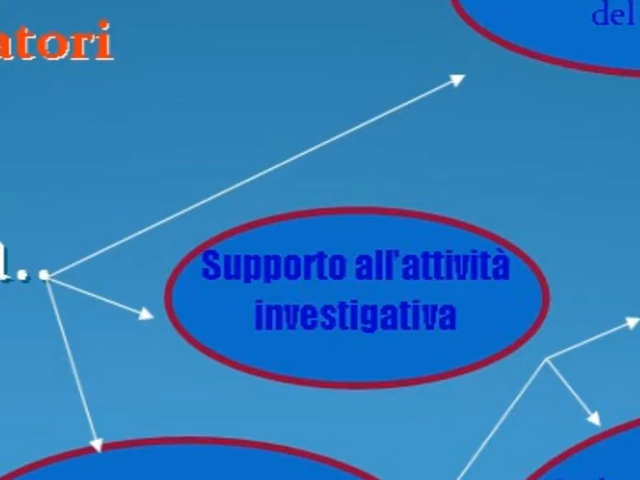 del
atori
Supporto all'attività
investigativa